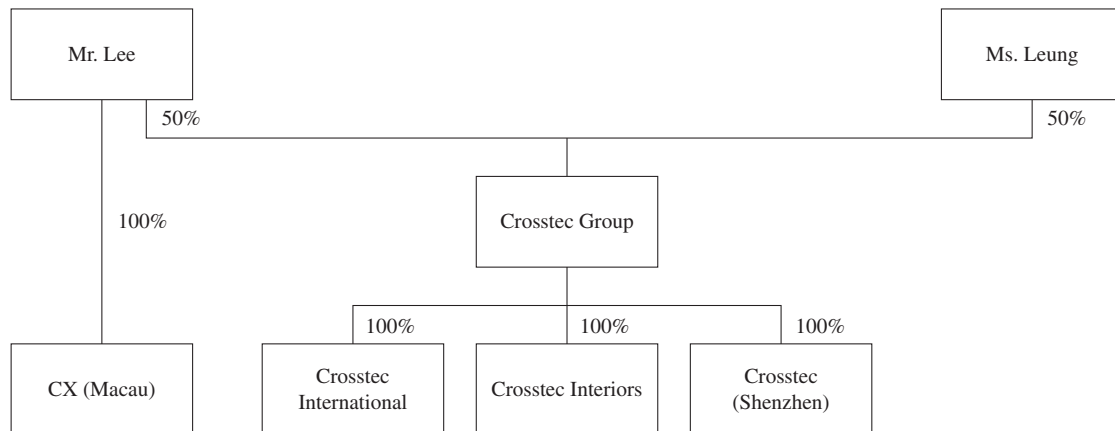 Mr. Lee
Ms. Leung
50%
50%
100%
Crosstec Group
100%
100%
100%
CX (Macau)
Crosstec
International
Crosstec Interiors
Crosstec
(Shenzhen)